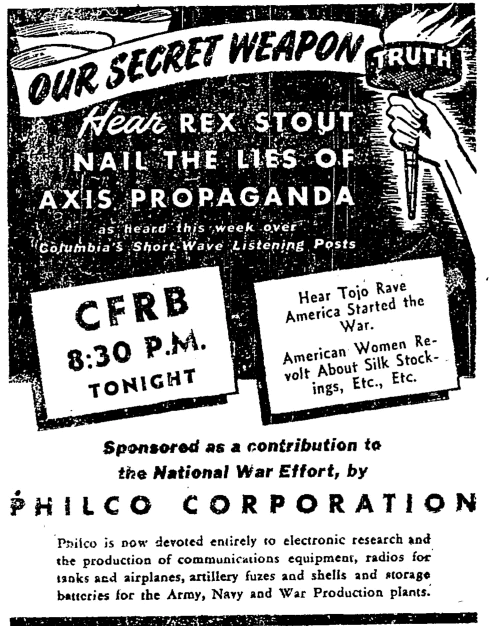 OUR SECRET WEAPON
TRUTH
Hear REX STOUT
NAIL THE LIES OF
AXIS PROPAGANDA
as heard this week over
Columbia's Short-Wave Listening Posts
CFRB
8:30 P.M.
TONIGHT
Hear Tojo Rave
America Started the
War.
American Women Re-
volt About Silk Stock-
ings, Etc., Etc.
Sponsored as a contribution to
the National War Effort, by
PHILCO CORPORATION
Philco is now devoted entirely to electronic research and
the production of communications equipment, radios for
tanks and airplanes, artillery fuzes and shells and storage
batteries for the Army, Navy and War Production plants.